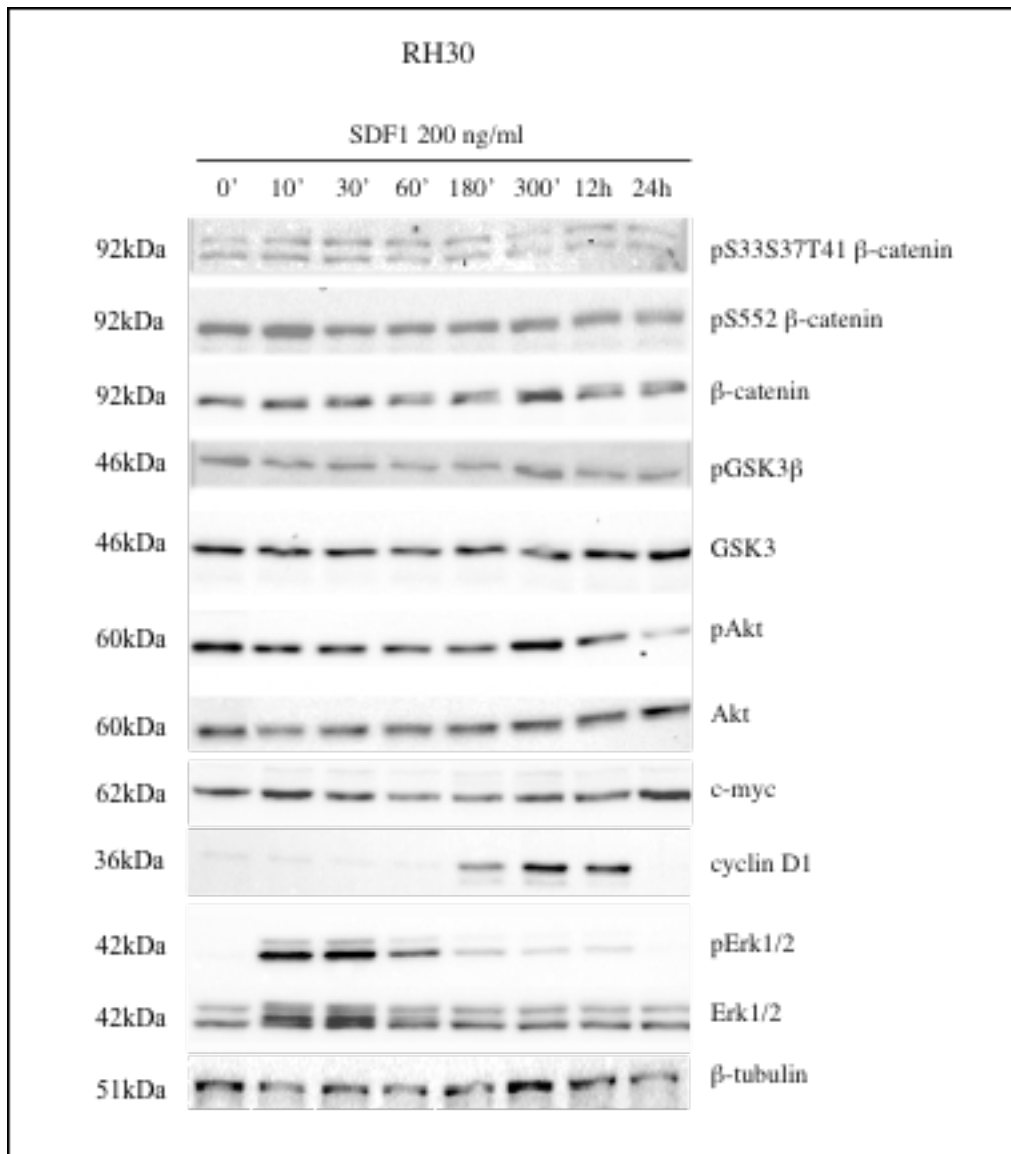 RH30
SDF1 200 ng/ml
0' 10' 30' 60' 180' 300' 12h 24h
92kDa pS33S37T41 β-catenin
92kDa pS552 β-catenin
92kDa β-catenin
46kDa pGSK3β
46kDa GSK3
60kDa pAkt
60kDa Akt
62kDa c-myc
36kDa cyclin D1
42kDa pErk1/2
42kDa Erk1/2
51kDa β-tubulin